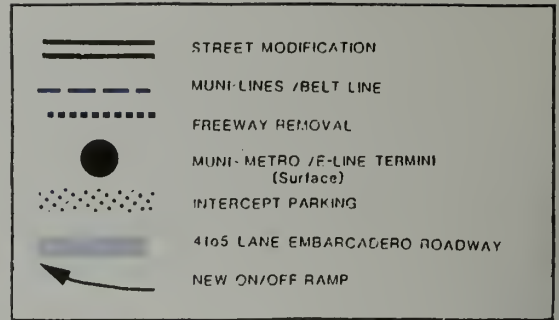 STREET MODIFICATION
MUNI-LINES /BELT LINE
FREEWAY REMOVAL
MUNI-METRO /E-LINE TERMINI
(Surface)
INTERCEPT PARKING
4to5 LANE EMBARCADERO ROADWAY
NEW ON/OFF RAMP